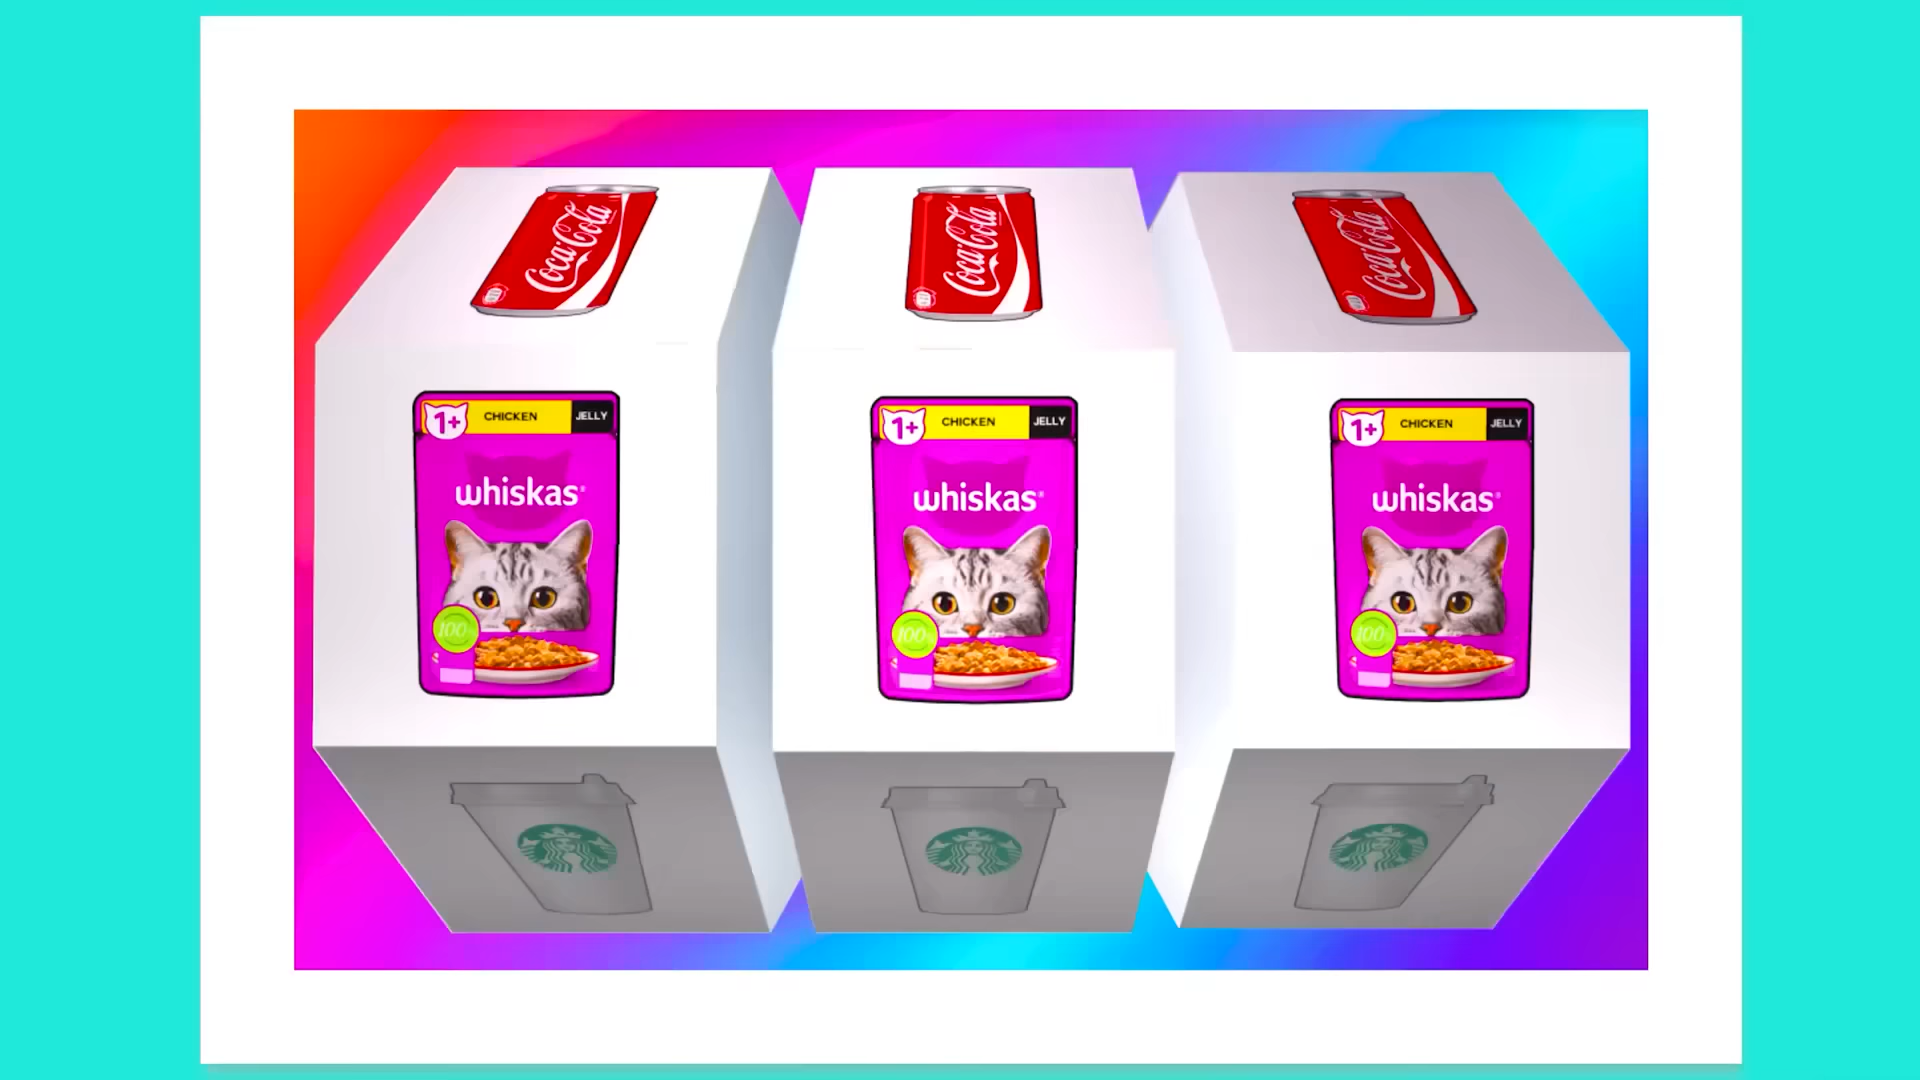 Coca-Cola
Coca-Cola
Coca-Cola
1+ CHICKEN JELLY
whiskas®
100%
1+ CHICKEN JELLY
whiskas®
100%
1+ CHICKEN JELLY
whiskas®
100%